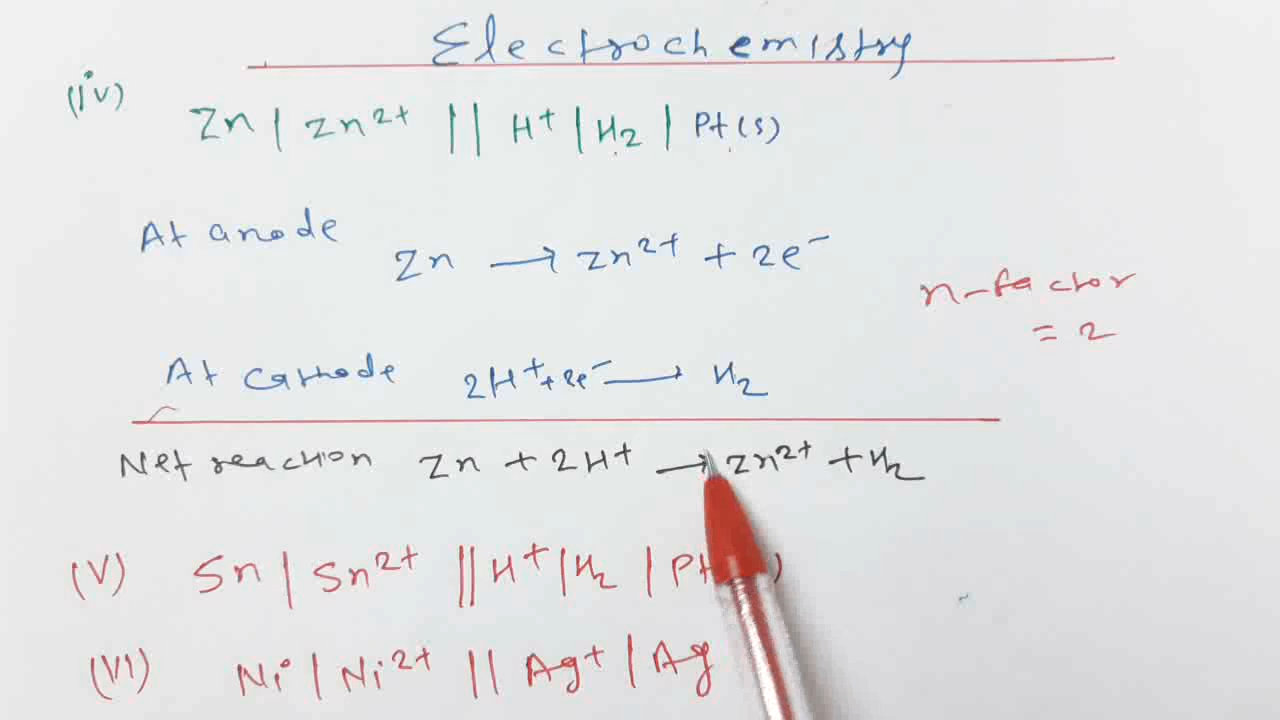 Electrochemistry
(iv) Zn | Zn2+ || H+ | H2 | Pt(s)
At anode Zn → Zn2+ + 2e-
n-factor
= 2
At cathode 2H+ + 2e- → H2
Net reaction Zn + 2H+ → Zn2+ + H2
(V) Sn | Sn2+ || H+ | H2 | Pt )
(VI) Ni | Ni2+ || Ag+ | Ag